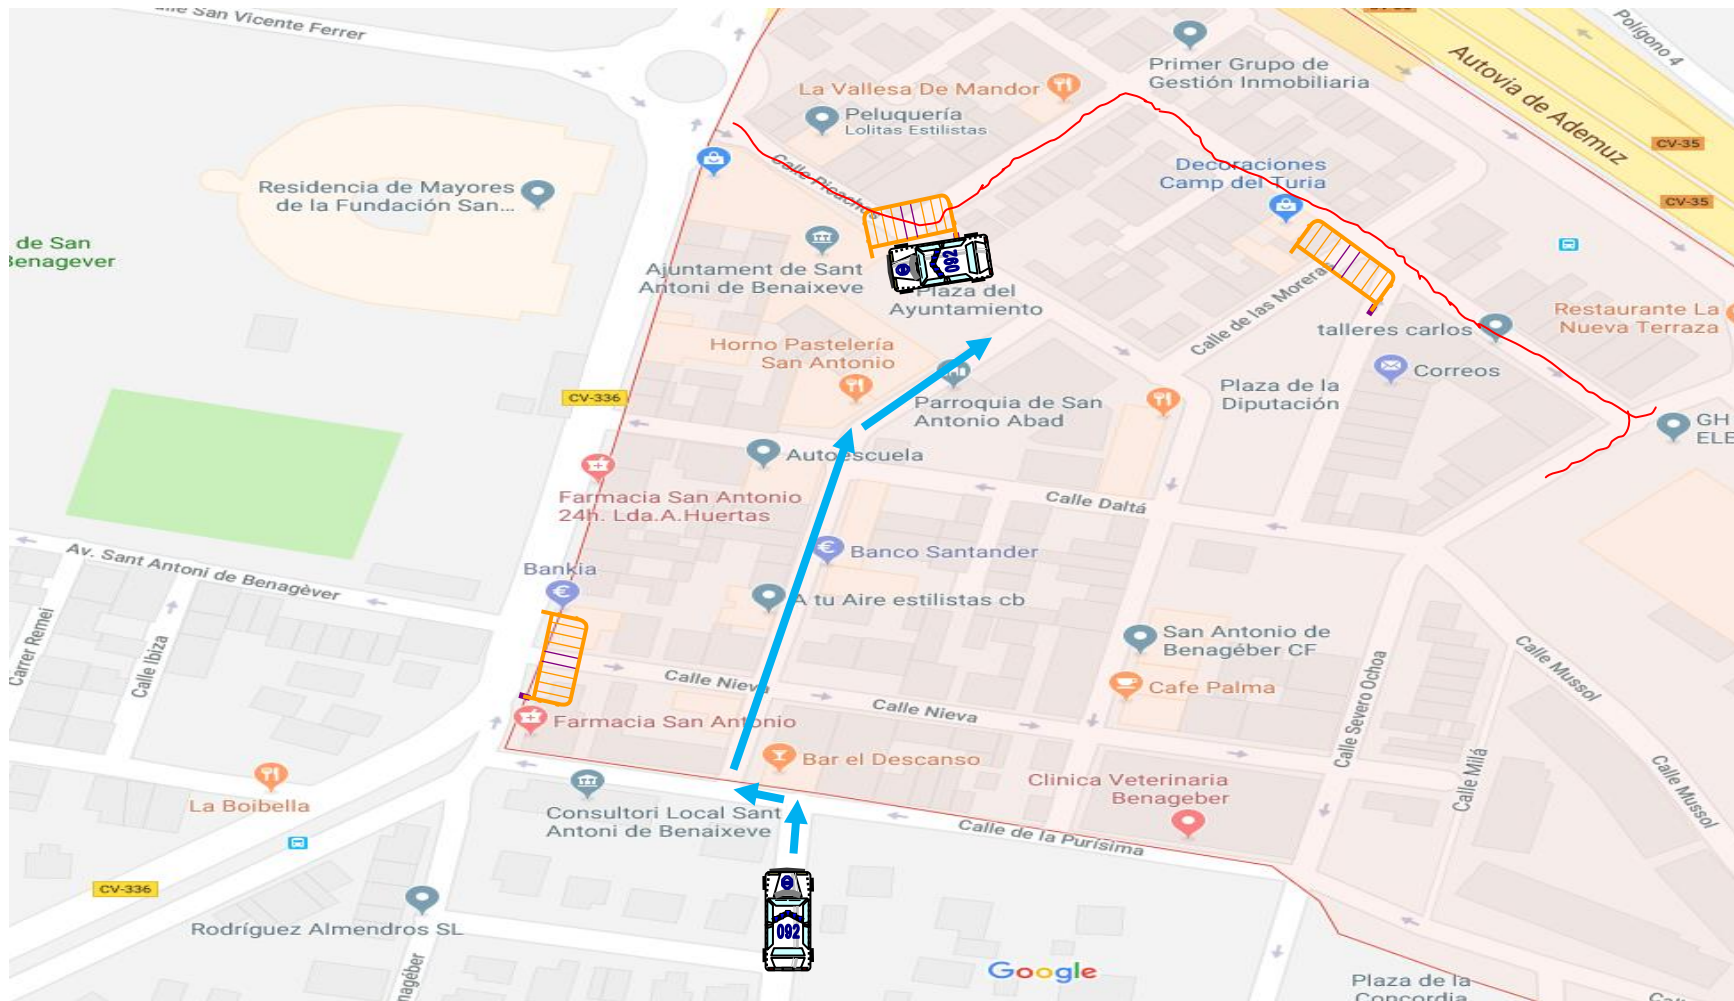 San Vicente Ferrer
Polígono 4
Primer Grupo de
Gestión Inmobiliaria
Autovia de Ademuz
CV-35
CV-35
La Vallesa De Mandor
Peluquería
Lolitas Estilistas
Calle Picachos
Decoraciones
Camp del Turia
Residencia de Mayores
de la Fundación San...
de San
Benagever
Ajuntament de Sant
Antoni de Benaixeve
092
Plaza del
Ayuntamiento
Calle de las Morera
talleres carlos
Restaurante La
Nueva Terraza
Horno Pastelería
San Antonio
Correos
Plaza de la
Diputación
CV-336
Parroquia de San
Antonio Abad
GH
ELE
Autoescuela
Calle Daltá
Farmacia San Antonio
24h. Lda.A.Huertas
Banco Santander
Av. Sant Antoni de Benagèver
Bankia
A tu Aire estilistas cb
San Antonio de
Benagéber CF
Carrer Remei
Calle Ibiza
Calle Mussol
Calle Nieva
Cafe Palma
Calle Nieva
Calle Severo Ochoa
Farmacia San Antonio
Bar el Descanso
Calle Milá
Calle Mussol
Clinica Veterinaria
Benageber
La Boibella
Consultori Local Sant
Antoni de Benaixeve
Calle de la Purísima
CV-336
092
Rodríguez Almendros SL
nagéber
Google
Plaza de la
Concordia